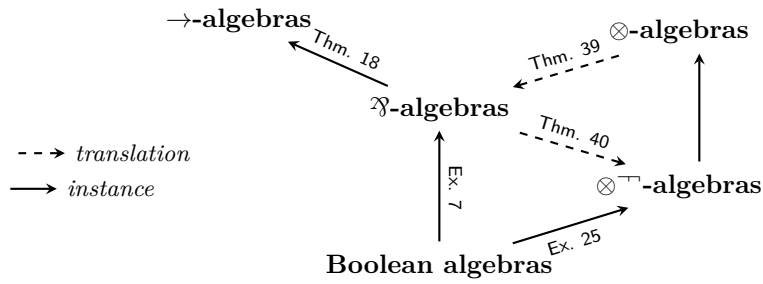 →-algebras
⊗-algebras
Thm. 18
Thm. 39
⅋-algebras
Thm. 40
translation
instance
Ex. 7
⊗⫬-algebras
Ex. 25
Boolean algebras